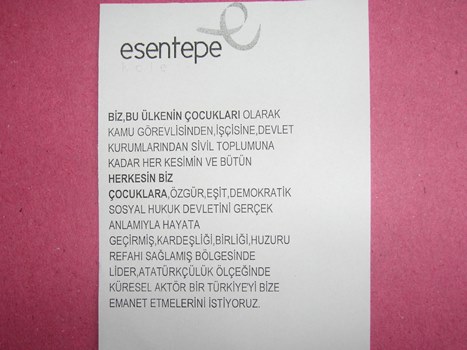 esentepe
BİZ,BU ÜLKENİN ÇOCUKLARI OLARAK
KAMU GÖREVLİSİNDEN,İŞÇİSİNE,DEVLET
KURUMLARINDAN SİVİL TOPLUMUNA
KADAR HER KESİMİN VE BÜTÜN
HERKESİN BİZ
ÇOCUKLARA,ÖZGÜR,EŞİT,DEMOKRATİK
SOSYAL HUKUK DEVLETİNİ GERÇEK
ANLAMIYLA HAYATA
GEÇİRMİŞ,KARDEŞLİĞİ,BİRLİĞİ,HUZURU
REFAHI SAĞLAMIŞ BÖLGESİNDE
LİDER,ATATÜRKÇÜLÜK ÖLÇEĞİNDE
KÜRESEL AKTÖR BİR TÜRKİYE'Yİ BİZE
EMANET ETMELERİNİ İSTİYORUZ.